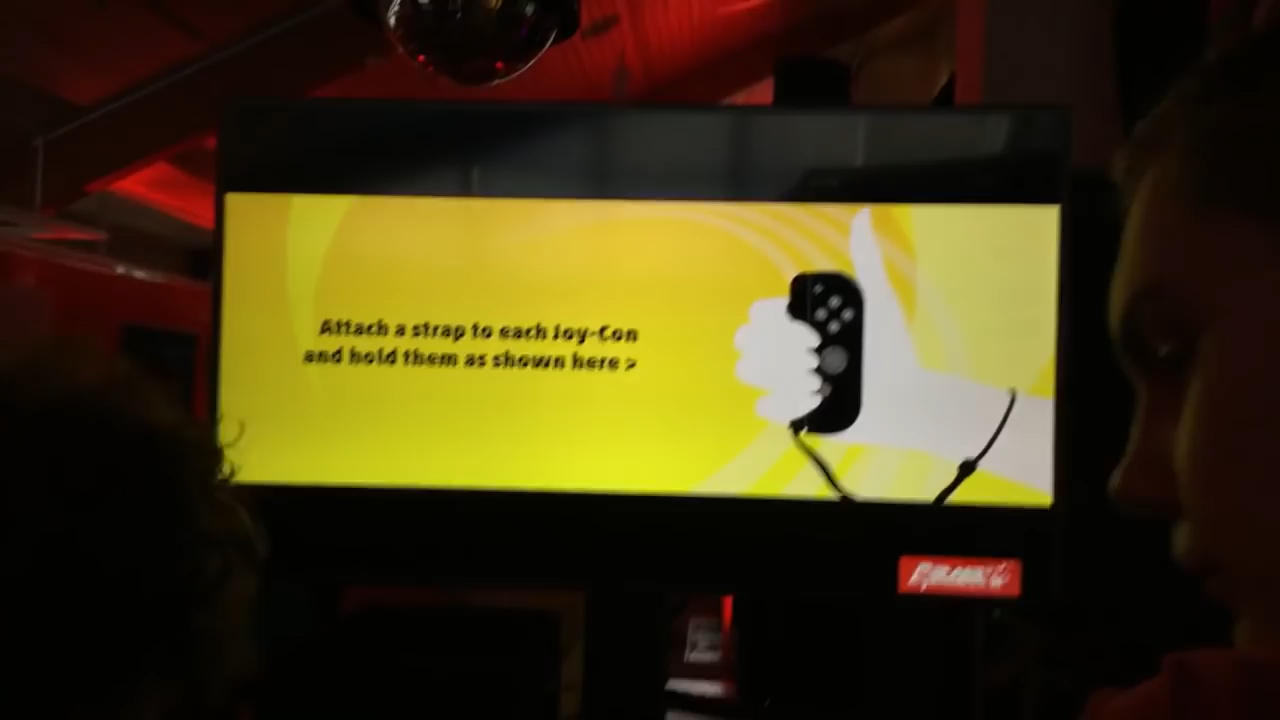 Attach a strap to each Joy-Con
and hold them as shown here >